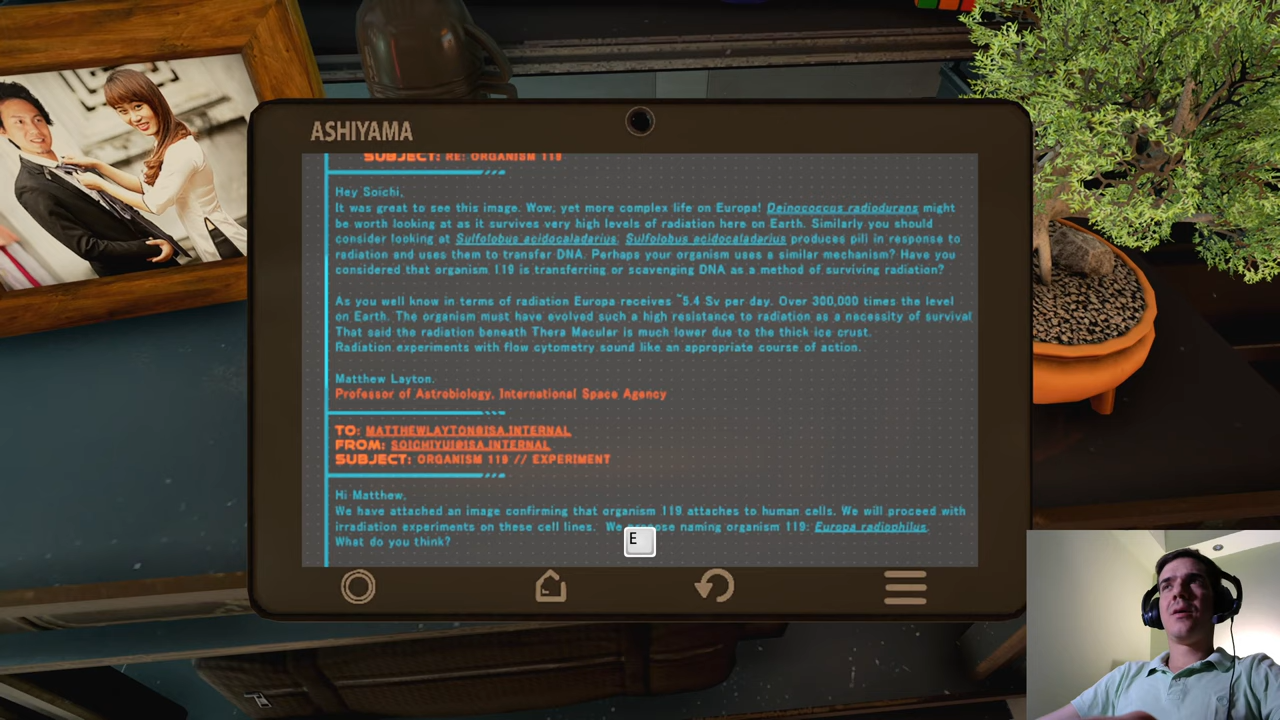 ASHIYAMA
SUBJECT: RE: ORGANISM 119
Hey Soichi,
It was great to see this image. Wow, yet more complex life on Europa! Deinococcus radiodurans might
be worth looking at as it survives very high levels of radiation here on Earth. Similarly you should
consider looking at Sulfolobus acidocaladarius. Sulfolobus acidocaladarius produces pili in response to
radiation and uses them to transfer DNA. Perhaps your organism uses a similar mechanism? Have you
considered that organism 119 is transferring or scavenging DNA as a method of surviving radiation?
As you well know in terms of radiation Europa receives ~5.4 Sv per day. Over 300,000 times the level
on Earth. The organism must have evolved such a high resistance to radiation as a necessity of survival
That said the radiation beneath Thera Macular is much lower due to the thick ice crust.
Radiation experiments with flow cytometry sound like an appropriate course of action.
Matthew Layton.
Professor of Astrobiology, International Space Agency
TO: MATTHEWLAYTON@ISA.INTERNAL
FROM: SOICHIYUI@ISA.INTERNAL
SUBJECT: ORGANISM 119 // EXPERIMENT
Hi Matthew,
We have attached an image confirming that organism 119 attaches to human cells. We will proceed with
irradiation experiments on these cell lines. We naming organism 119: Europa radiophilus.
What do you think?
E